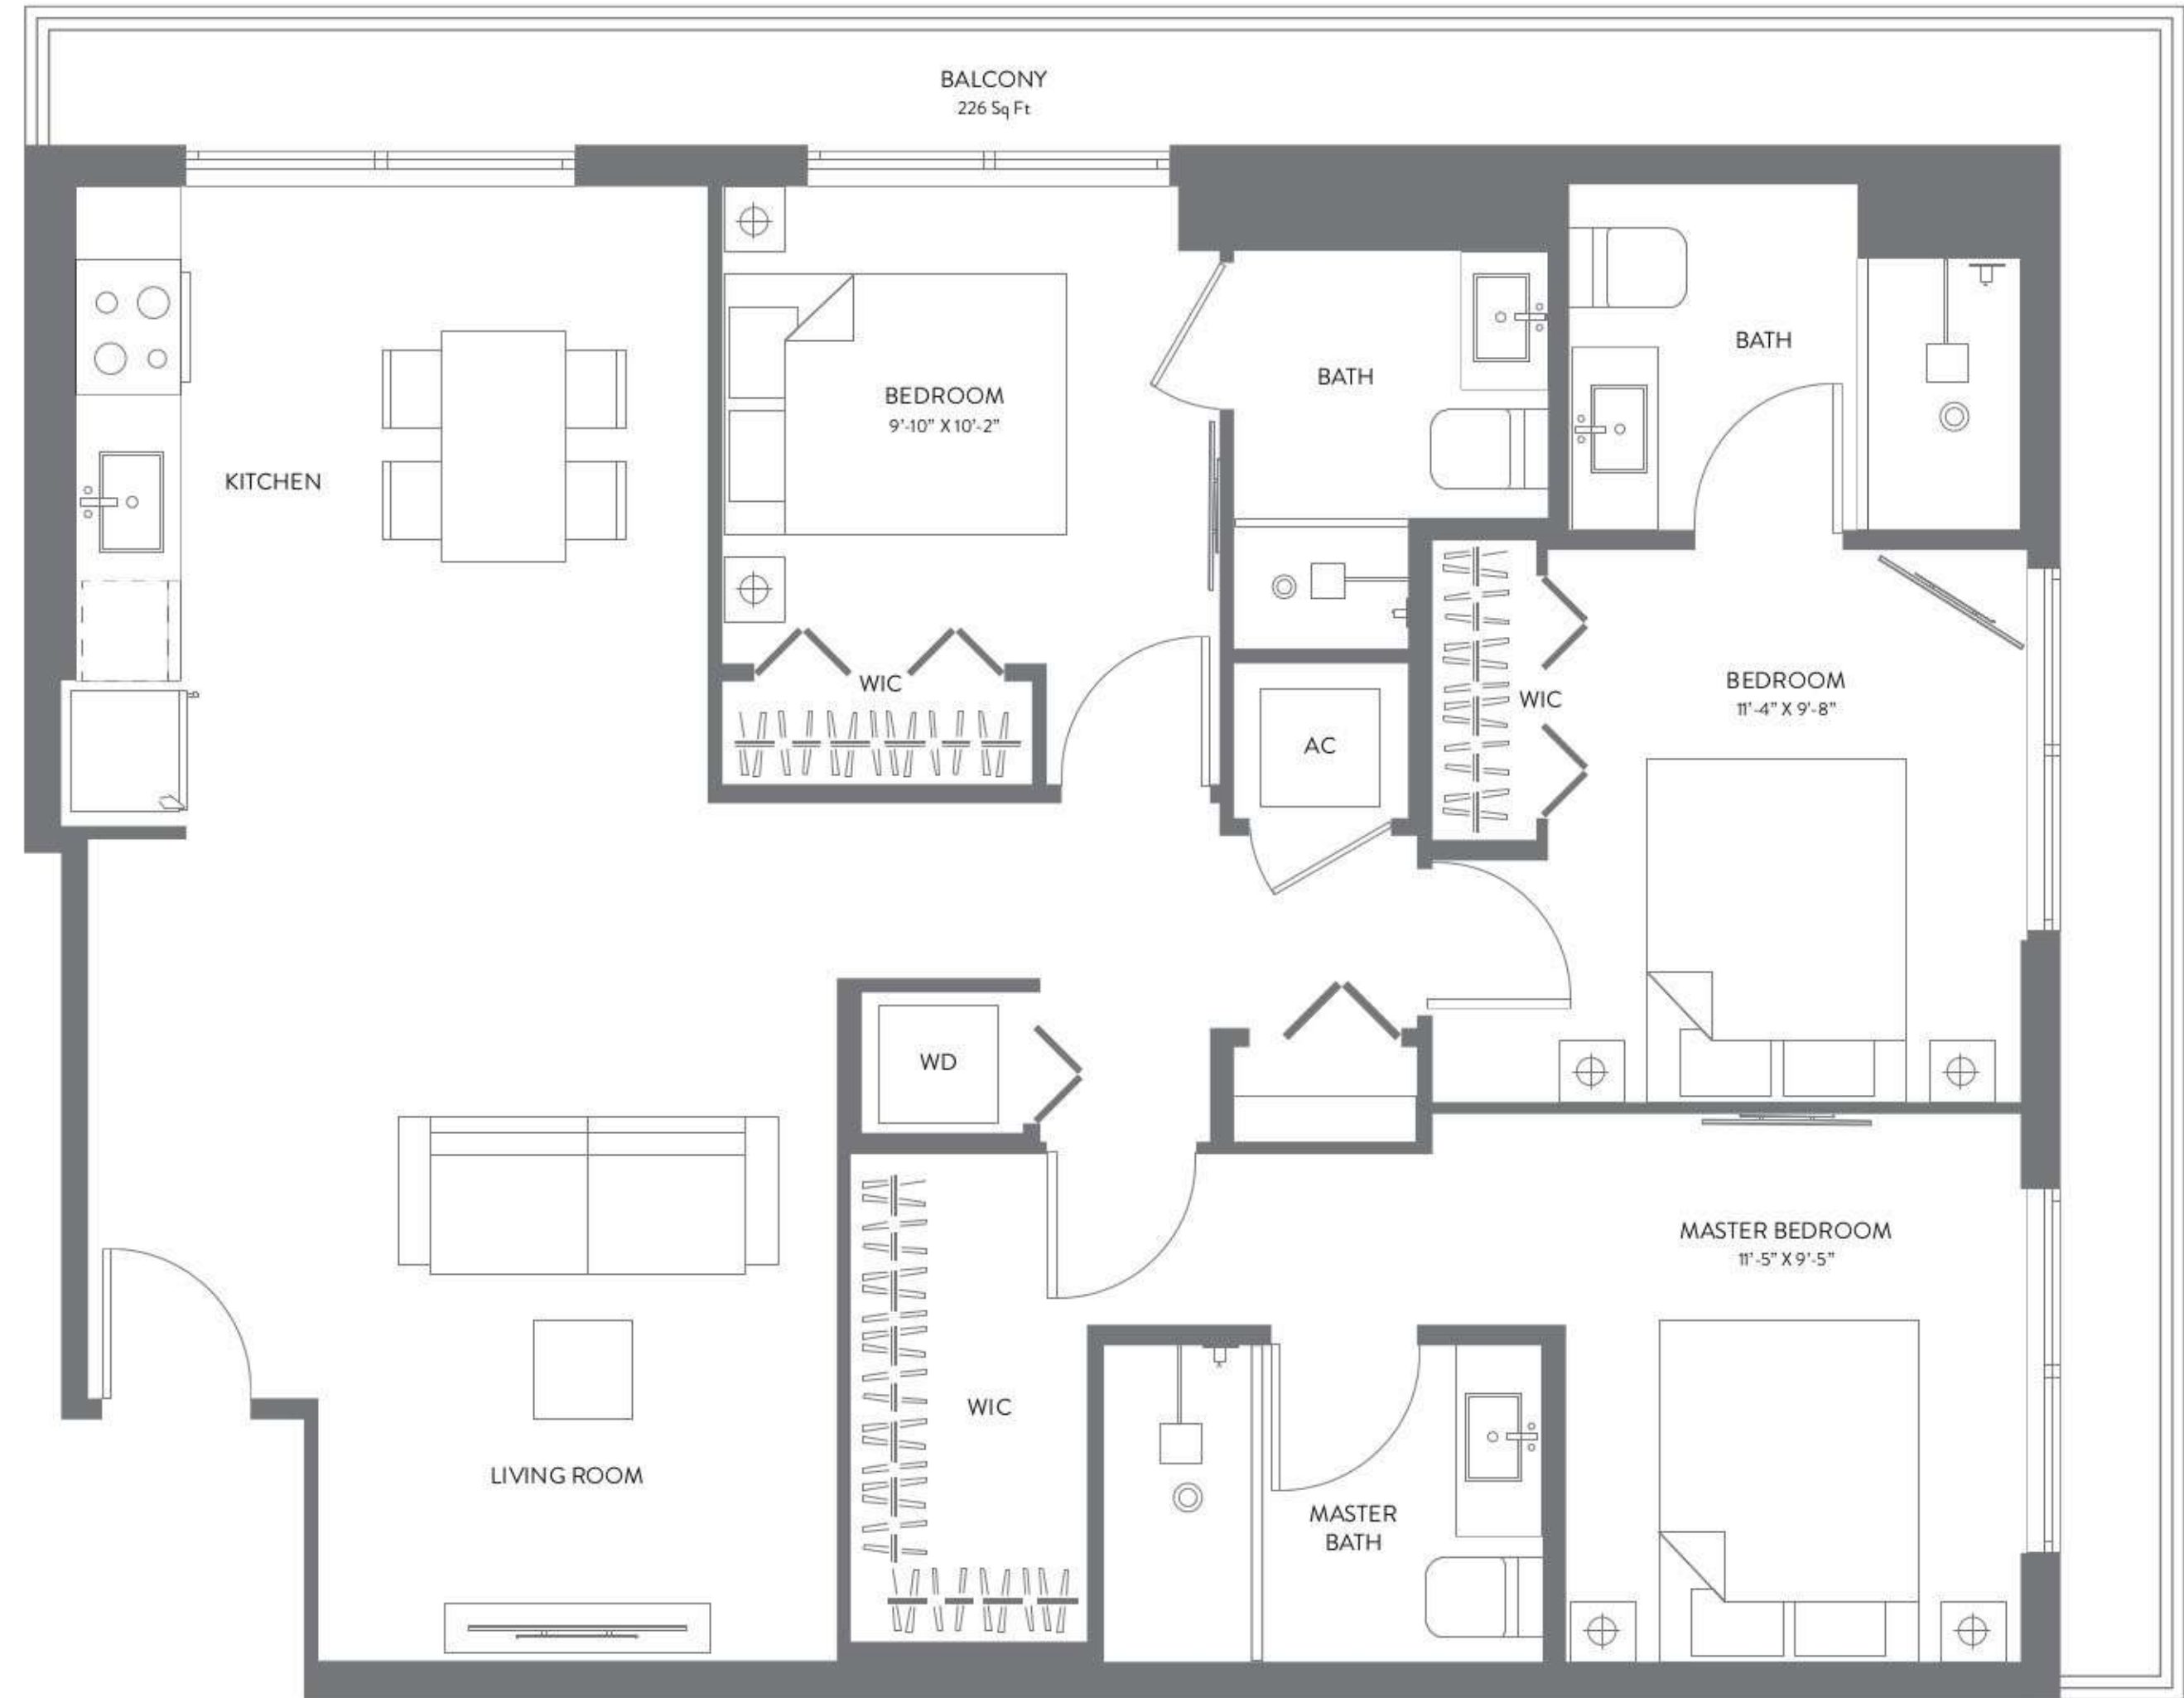 BALCONY
226 Sq Ft
KITCHEN
BEDROOM
9'-10” X 10'-2”
BATH
BATH
WIC
AC
WIC
BEDROOM
11'-4” X 9'-8”
WD
MASTER BEDROOM
11'-5” X 9'-5”
WIC
LIVING ROOM
MASTER
BATH